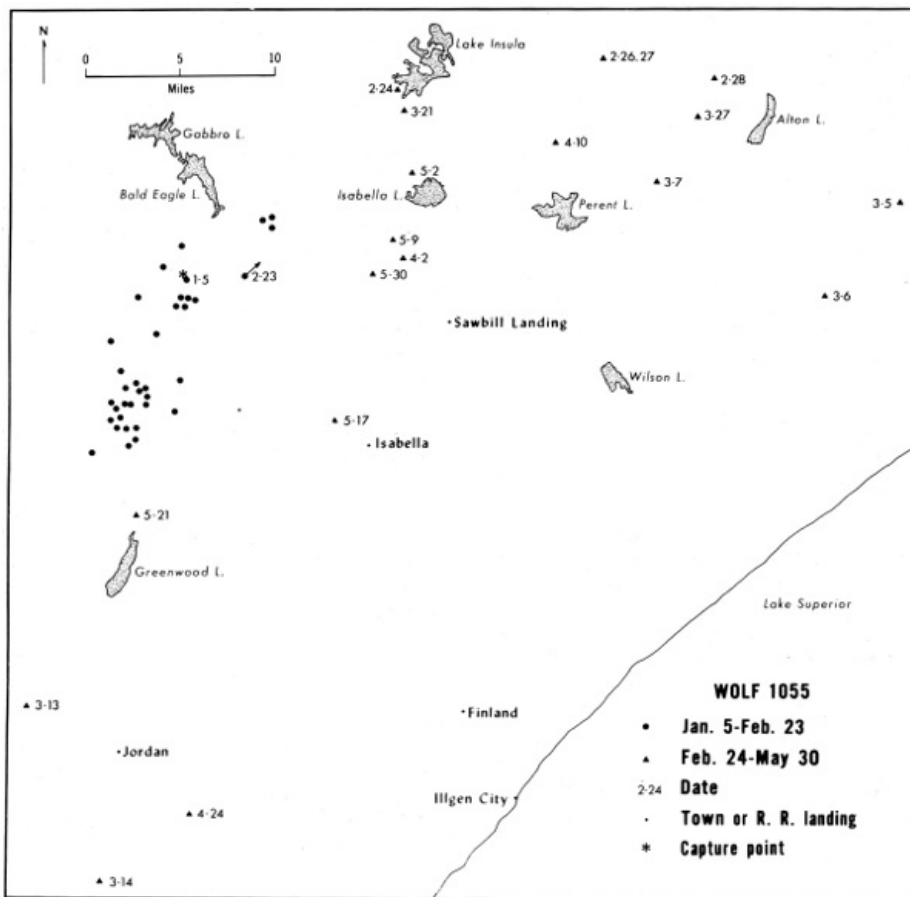 N
0 5 10
Miles
Lake Insula
2-26,27
2-28
2-24
3-21
3-27
Alton L.
Gabbro L.
4-10
Bald Eagle L.
5-2
Isabella L.
3-7
Perent L.
3-5
5-9
4-2
1-5
2-23
5-30
3-6
Sawbill Landing
Wilson L.
5-17
Isabella
5-21
Greenwood L.
Lake Superior
WOLF 1055
3-13
Finland
Jan. 5-Feb. 23
Jordan
Feb. 24-May 30
2-24 Date
Illgen City
4-24
Town or R. R. landing
* Capture point
3-14